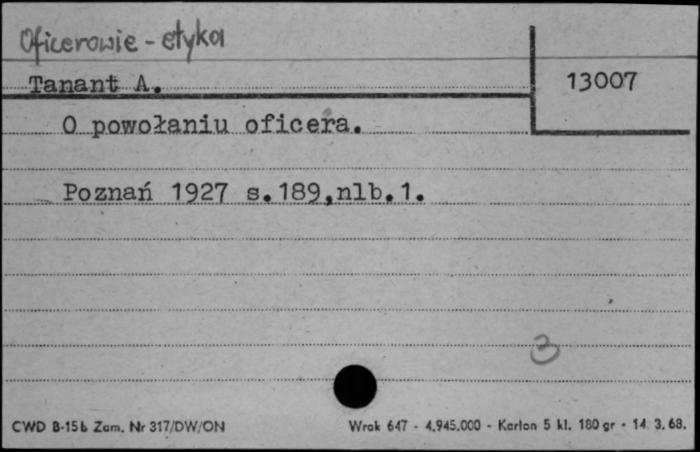 Oficerowie - etyka
Tanant A.
13007
O powołaniu oficera.
Poznań 1927 s.189,nlb.1.
3
CWD B-15b Zam. Nr 317/DW/ON
Wrak 647 - 4.945.000 - Karton 5 kl. 180 gr - 14. 3. 68.